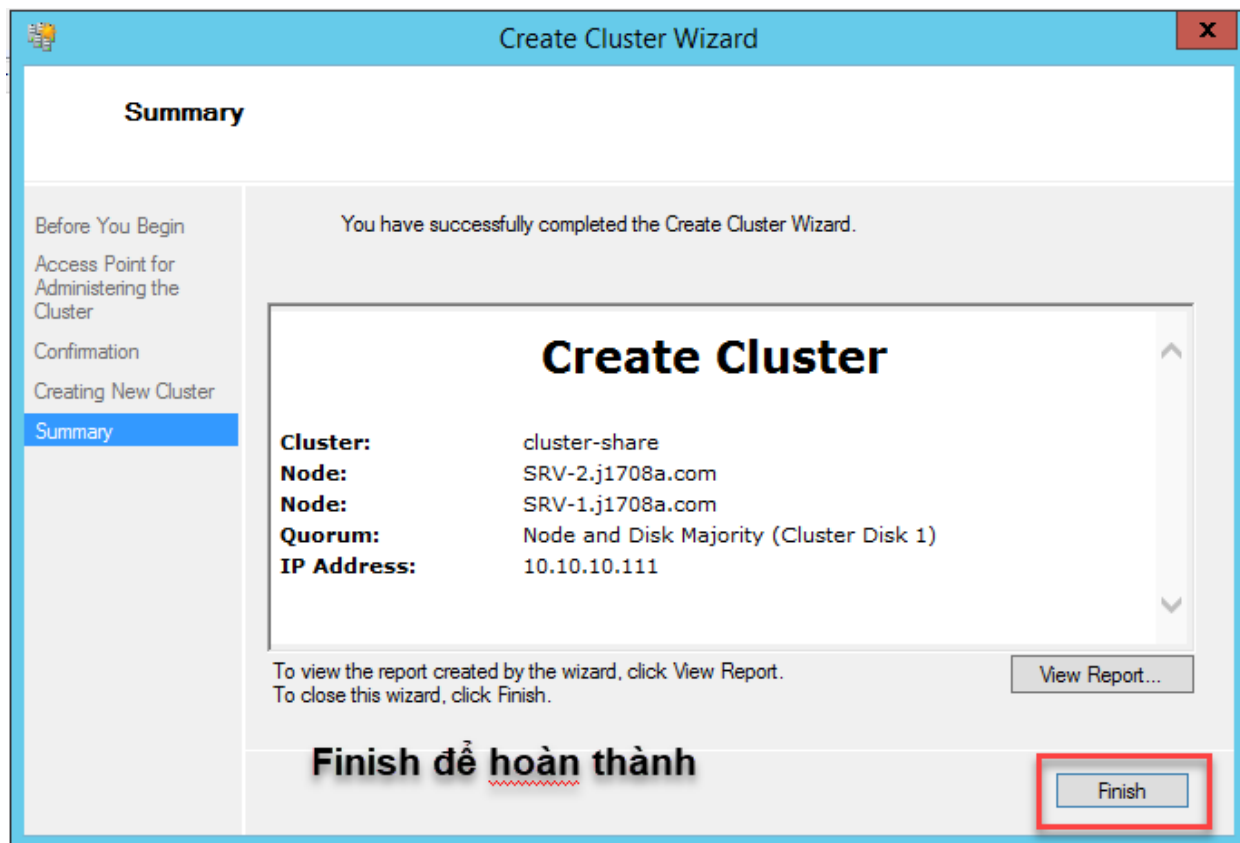 Create Cluster Wizard
x
Summary
Before You Begin
Access Point for
Administering the
Cluster
Confirmation
Creating New Cluster
Summary
You have successfully completed the Create Cluster Wizard.
Create Cluster
Cluster: cluster-share
Node: SRV-2.j1708a.com
Node: SRV-1.j1708a.com
Quorum: Node and Disk Majority (Cluster Disk 1)
IP Address: 10.10.10.111
To view the report created by the wizard, click View Report.
To close this wizard, click Finish.
View Report...
Finish để hoàn thành
Finish